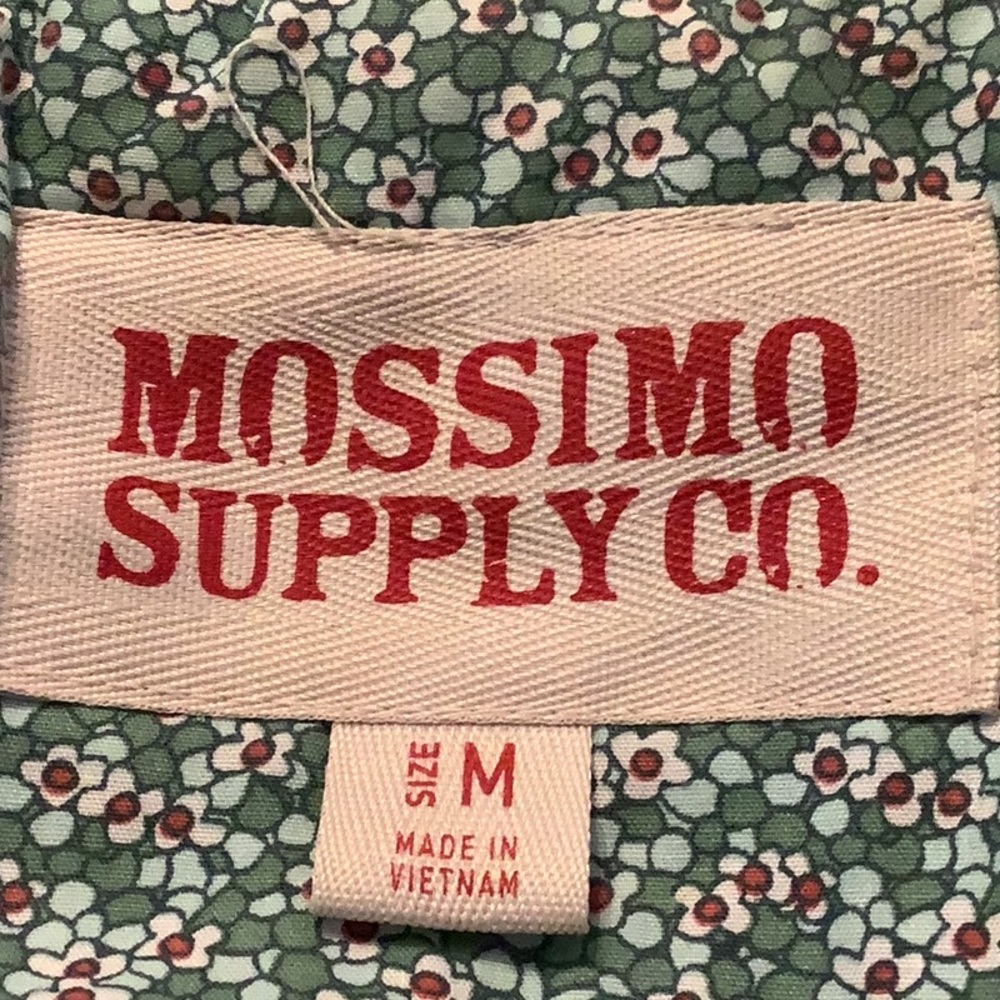 MOSSIMO
SUPPLY CO.
SIZE M
MADE IN
VIETNAM